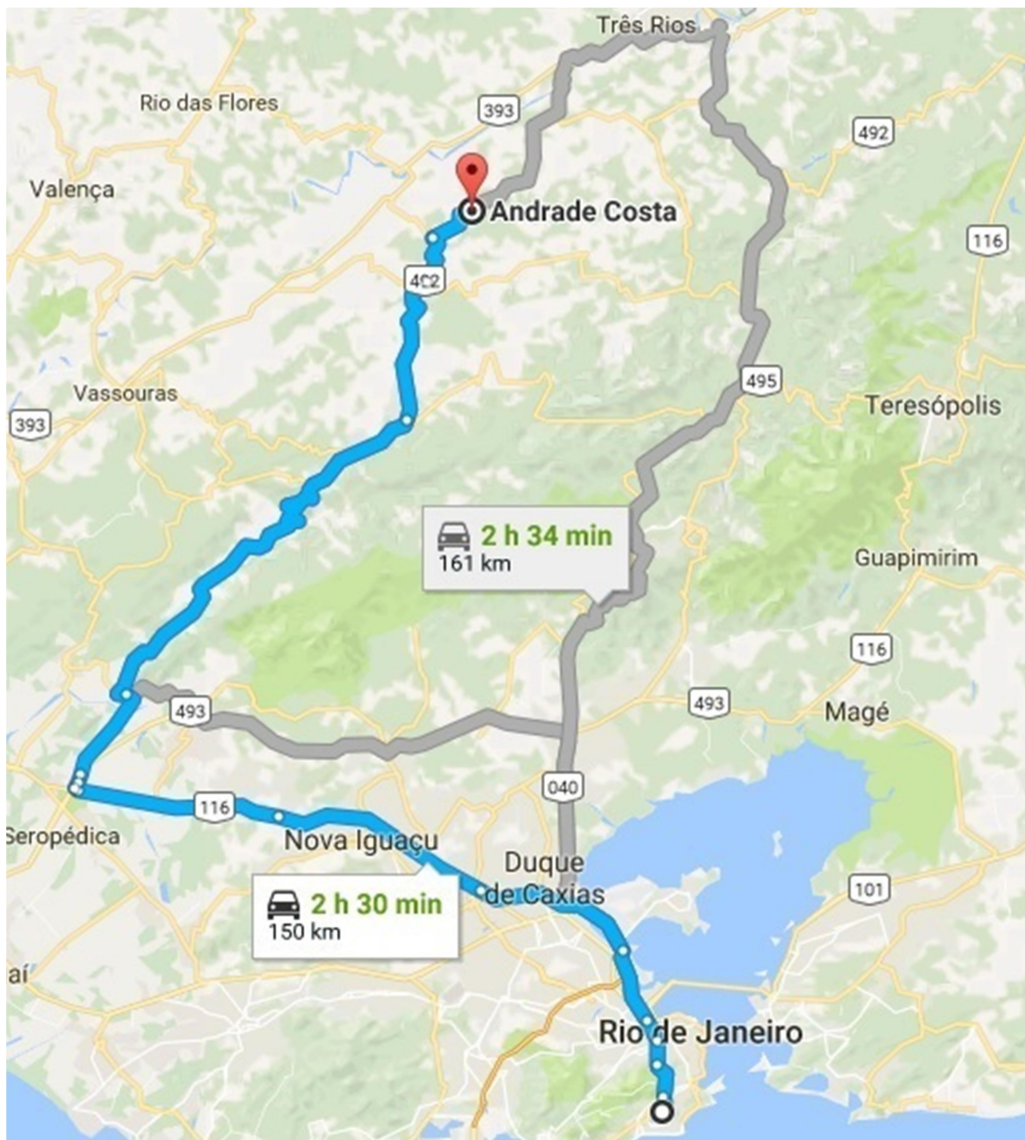 Três Rios
Rio das Flores
393
492
Valença
Andrade Costa
116
Vassouras
495
393
Teresópolis
2 h 34 min
161 km
Guapimirim
116
493
493
Magé
040
116
Seropédica
Nova Iguaçu
Duque
de Caxias
101
2 h 30 min
150 km
aí
Rio de Janeiro